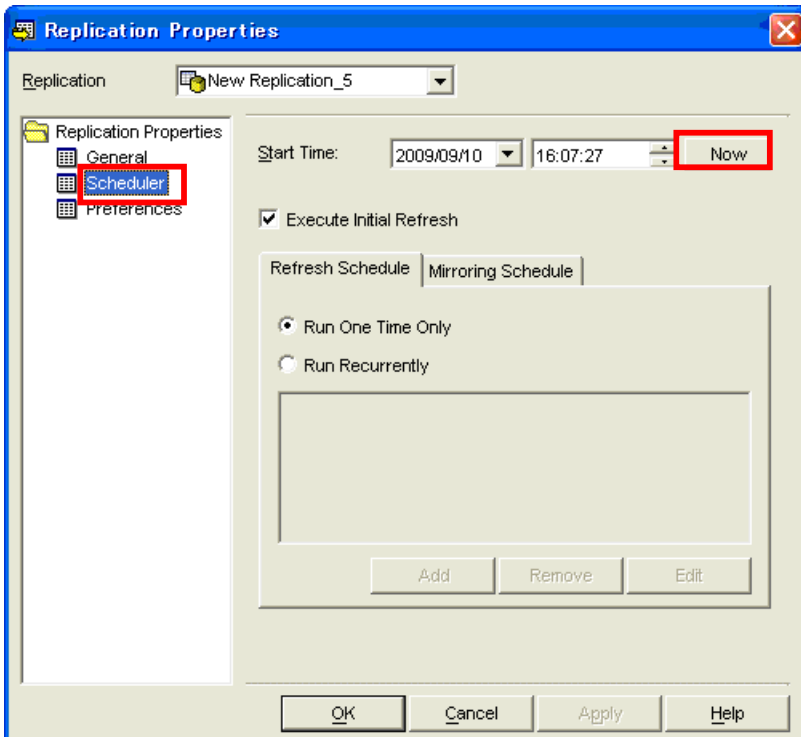 Replication Properties
Replication New Replication_5
Replication Properties
General
Scheduler
Preferences
Start Time: 2009/09/10 16:07:27 Now
Execute Initial Refresh
Refresh Schedule Mirroring Schedule
Run One Time Only
Run Recurrently
Add Remove Edit
OK Cancel Apply Help